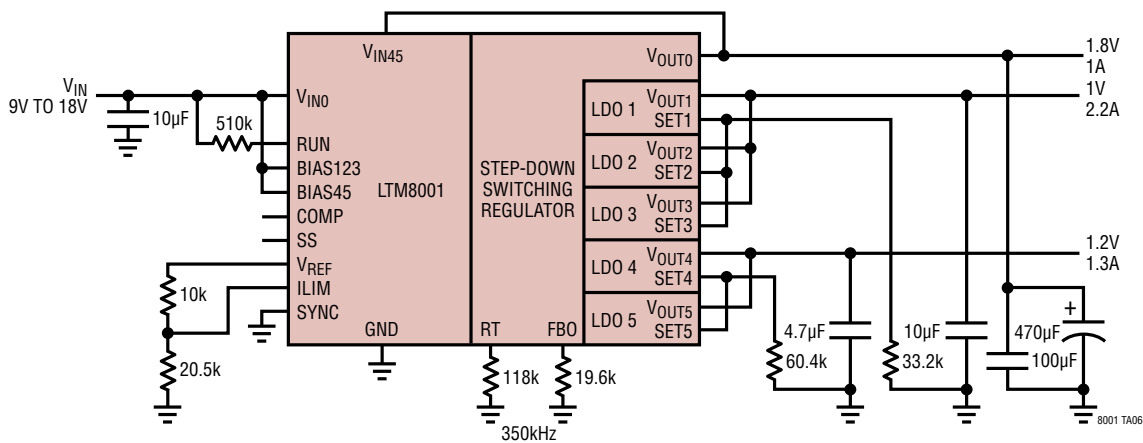 VIN
9V TO 18V
10µF
510k
10k
20.5k
VIN45
VIN0
RUN
BIAS123
BIAS45
COMP
SS
VREF
ILIM
SYNC
GND
LTM8001
STEP-DOWN
SWITCHING
REGULATOR
RT
FBO
118k
19.6k
350kHz
VOUT0
LDO 1
VOUT1
SET1
LDO 2
VOUT2
SET2
LDO 3
VOUT3
SET3
LDO 4
VOUT4
SET4
LDO 5
VOUT5
SET5
1.8V
1A
1V
2.2A
1.2V
1.3A
4.7µF
60.4k
10µF
33.2k
+
470µF
100µF
8001 TA06